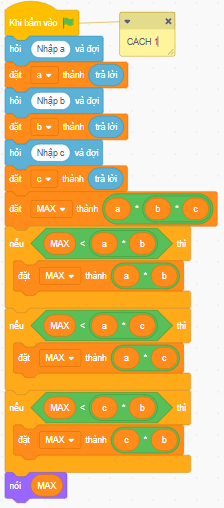 Khi bấm vào
CÁCH 1
hỏi Nhập a và đợi
đặt a thành trả lời
hỏi Nhập b và đợi
đặt b thành trả lời
hỏi Nhập c và đợi
đặt c thành trả lời
đặt MAX thành a * b * c
nếu MAX < a * b thì
đặt MAX thành a * b
nếu MAX < a * c thì
đặt MAX thành a * c
nếu MAX < c * b thì
đặt MAX thành c * b
nói MAX